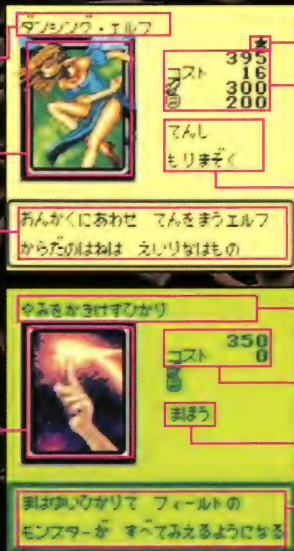 ダンシング・エルフ
★
395
コスト 16
300
200
てんし
もりまぞく
おんがくにあわせ てんをまうエルフ
からだのはねは えいりなはもの
やみをかきけすひかり
350
コスト 0
まほう
まばゆいひかりで フィールドの
モンスターが すべてみえるようになる